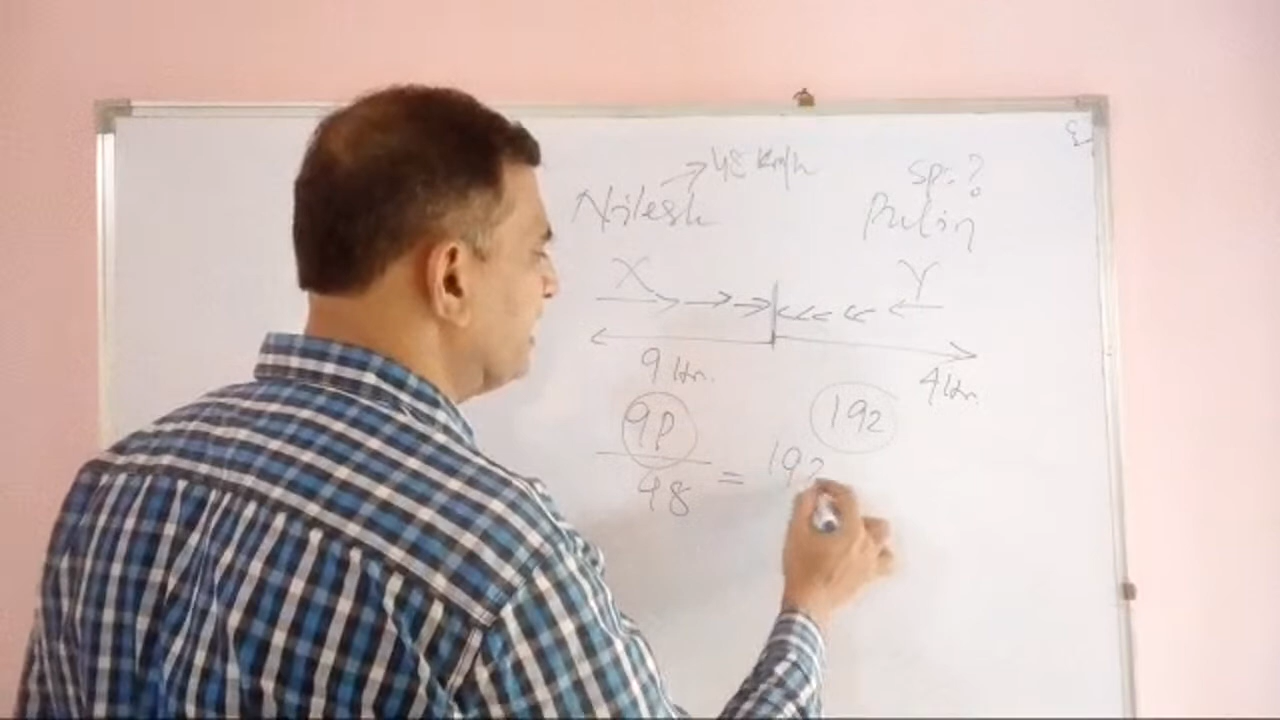 48 Km/h Sp. ?
Nilesh Pulin
X Y
9 Hr. 4 Hr.
9P 192
48 = 192